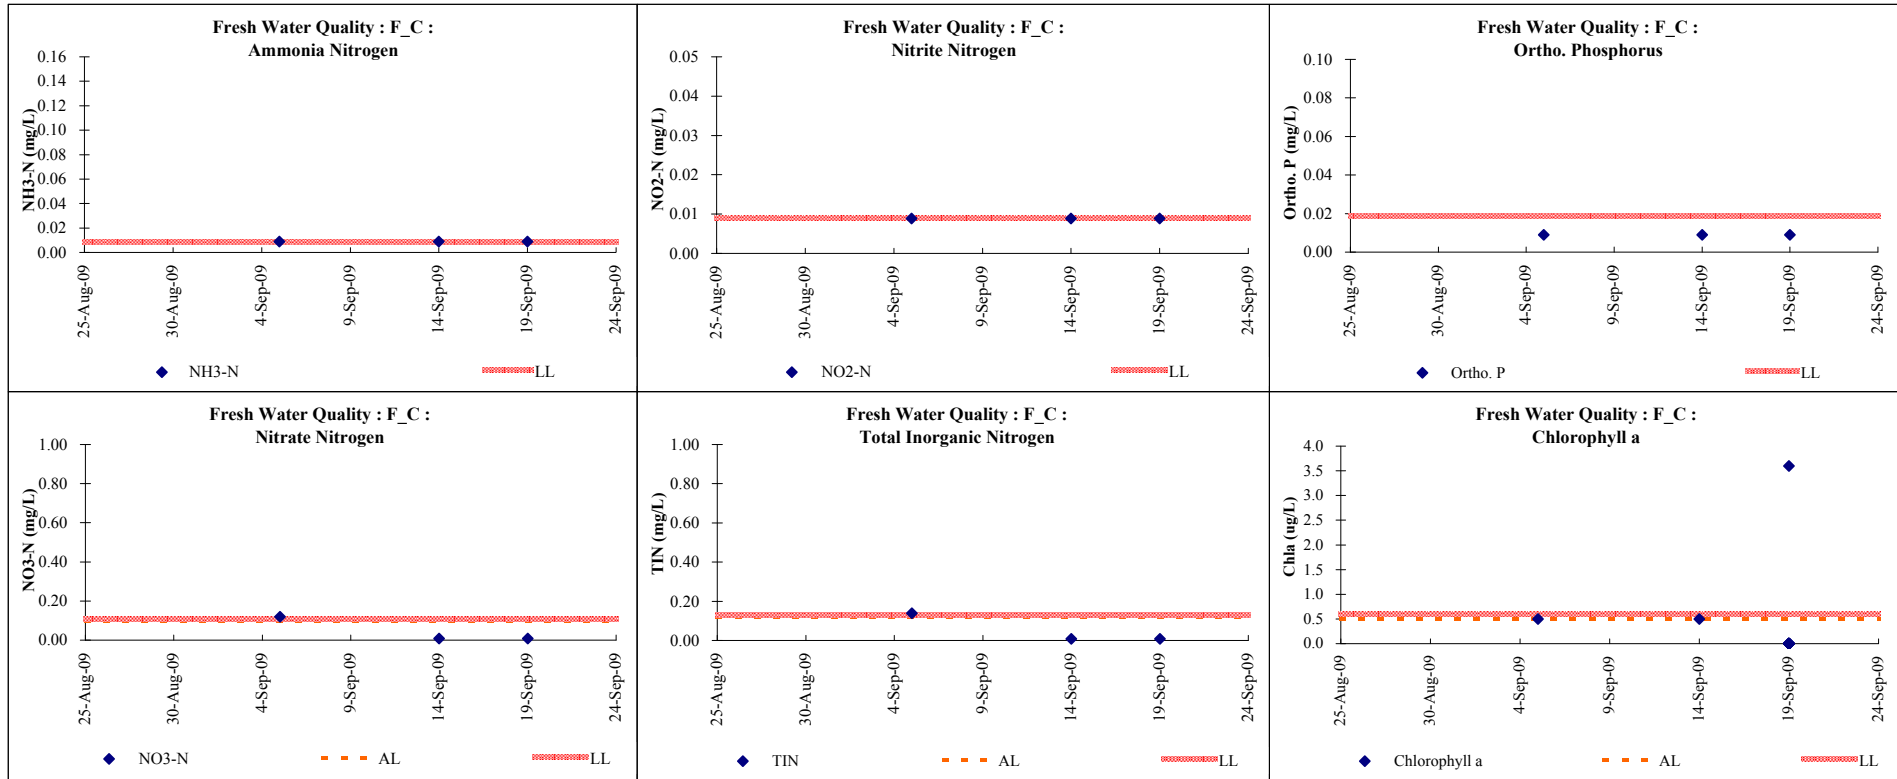 Fresh Water Quality : F_C :
Ammonia Nitrogen
NH3-N (mg/L)
0.16
0.14
0.12
0.10
0.08
0.06
0.04
0.02
0.00
25-Aug-09
30-Aug-09
4-Sep-09
9-Sep-09
14-Sep-09
19-Sep-09
24-Sep-09
NH3-N
LL
Fresh Water Quality : F_C :
Nitrite Nitrogen
NO2-N (mg/L)
0.05
0.04
0.03
0.02
0.01
0.00
25-Aug-09
30-Aug-09
4-Sep-09
9-Sep-09
14-Sep-09
19-Sep-09
24-Sep-09
NO2-N
LL
Fresh Water Quality : F_C :
Ortho. Phosphorus
Ortho. P (mg/L)
0.10
0.08
0.06
0.04
0.02
0.00
25-Aug-09
30-Aug-09
4-Sep-09
9-Sep-09
14-Sep-09
19-Sep-09
24-Sep-09
Ortho. P
LL
Fresh Water Quality : F_C :
Nitrate Nitrogen
NO3-N (mg/L)
1.00
0.80
0.60
0.40
0.20
0.00
25-Aug-09
30-Aug-09
4-Sep-09
9-Sep-09
14-Sep-09
19-Sep-09
24-Sep-09
NO3-N
AL
LL
Fresh Water Quality : F_C :
Total Inorganic Nitrogen
TIN (mg/L)
1.00
0.80
0.60
0.40
0.20
0.00
25-Aug-09
30-Aug-09
4-Sep-09
9-Sep-09
14-Sep-09
19-Sep-09
24-Sep-09
TIN
AL
LL
Fresh Water Quality : F_C :
Chlorophyll a
Chla (ug/L)
4.0
3.5
3.0
2.5
2.0
1.5
1.0
0.5
0.0
25-Aug-09
30-Aug-09
4-Sep-09
9-Sep-09
14-Sep-09
19-Sep-09
24-Sep-09
Chlorophyll a
AL
LL